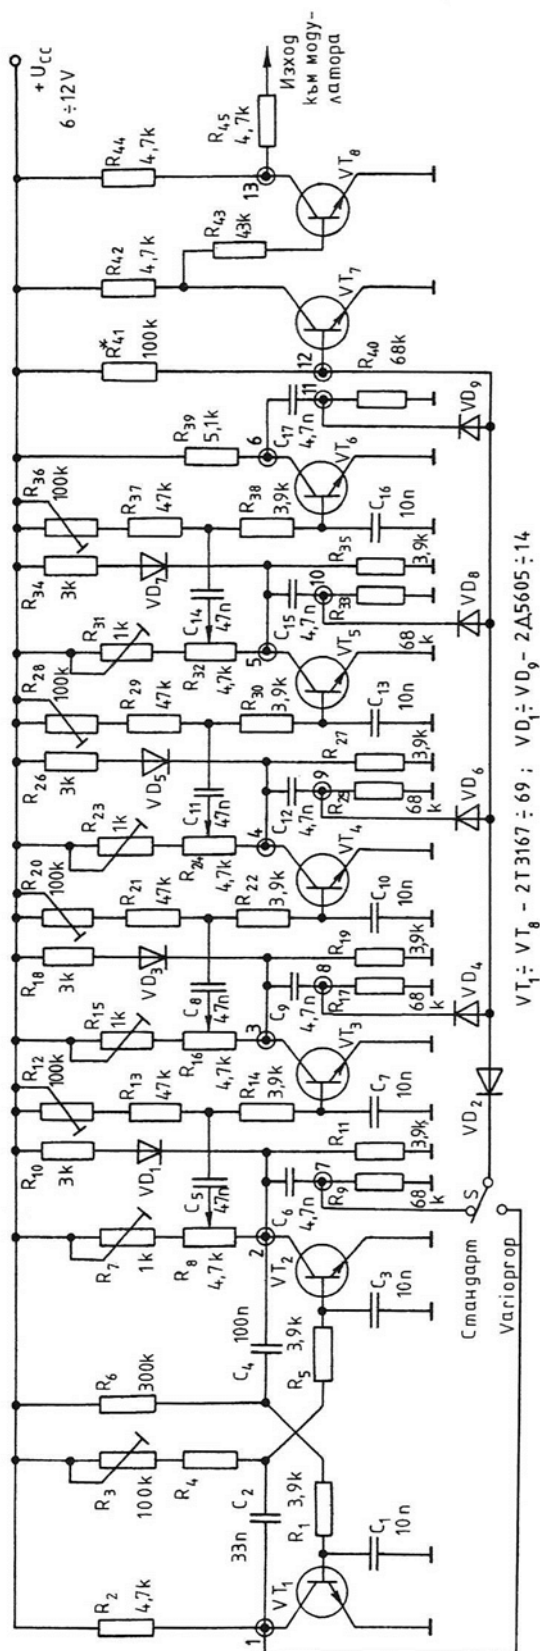 + U_CC
6 ÷ 12V
R2
4,7k
R3
100k
R4
R6
300k
C2
33n
C4
100n
1
VT1
R1
3,9k
C1
10n
R5
3,9k
C3
10n
R7
1k
R8
4,7k
2
VT2
R10
3k
VD1
C5
47n
C6
4,7n
7
R9
68
k
R11
3,9k
R12
100k
R13
47k
R14
3,9k
C7
10n
R15
1k
R16
4,7k
3
VT3
R18
3k
VD3
C8
47n
C9
4,7n
8
R17
68
k
R19
3,9k
R20
100k
R21
47k
R22
3,9k
C10
10n
R23
1k
R24
4,7k
4
VT4
R26
3k
VD5
C11
47n
C12
4,7n
9
R25
68
k
R27
3,9k
R28
100k
R29
47k
R30
3,9k
C13
10n
R31
1k
R32
4,7k
5
VT5
R34
3k
VD7
C14
47n
C15
4,7n
10
R33
68
k
R35
3,9k
R36
100k
R37
47k
R38
3,9k
C16
10n
R39
5,1k
6
VT6
C17
4,7n
11
R40
68k
R41*
100k
12
VT7
R42
4,7k
R43
43k
R44
4,7k
13
VT8
R45
4,7k
Изход
към моду-
латора
Стандарт
S
Varioprop
VD2
VD4
VD6
VD8
VD9
VT1 ÷ VT8 - 2Т3167 ÷ 69 ; VD1 ÷ VD9 - 2Д5605 ÷ 14